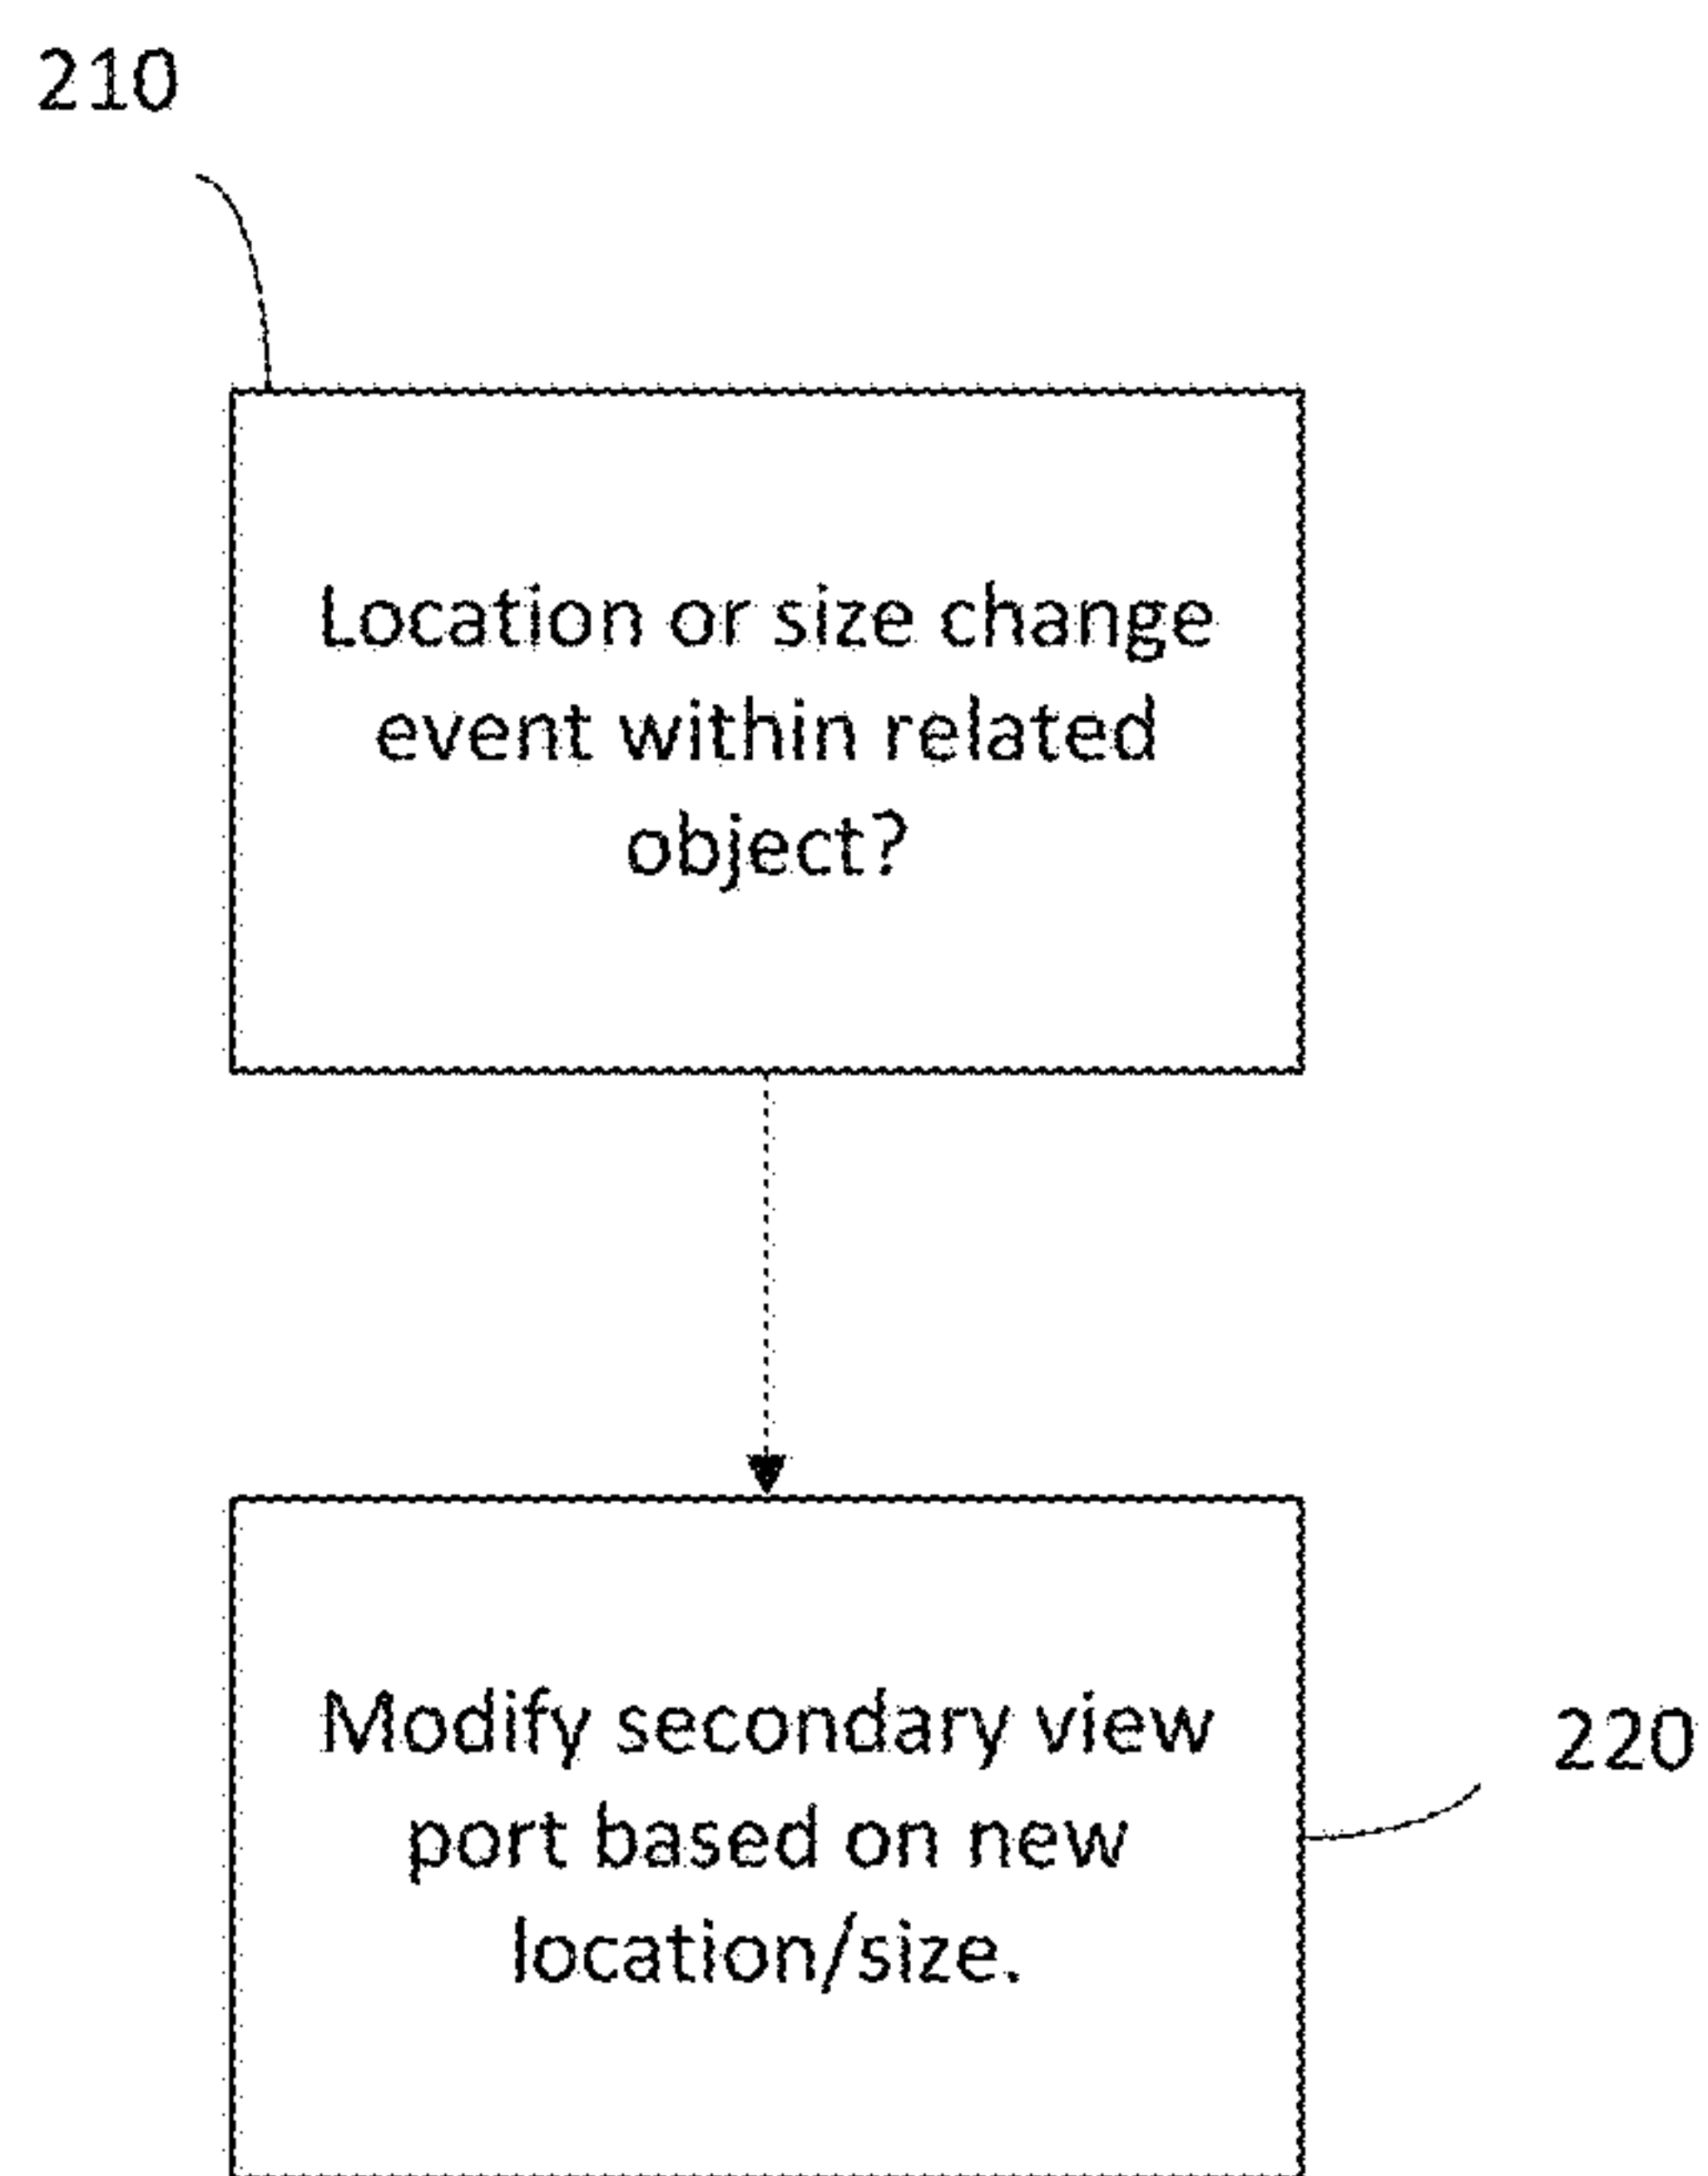 210
Location or size change
event within related
object?
Modify secondary view
port based on new
location/size.
220